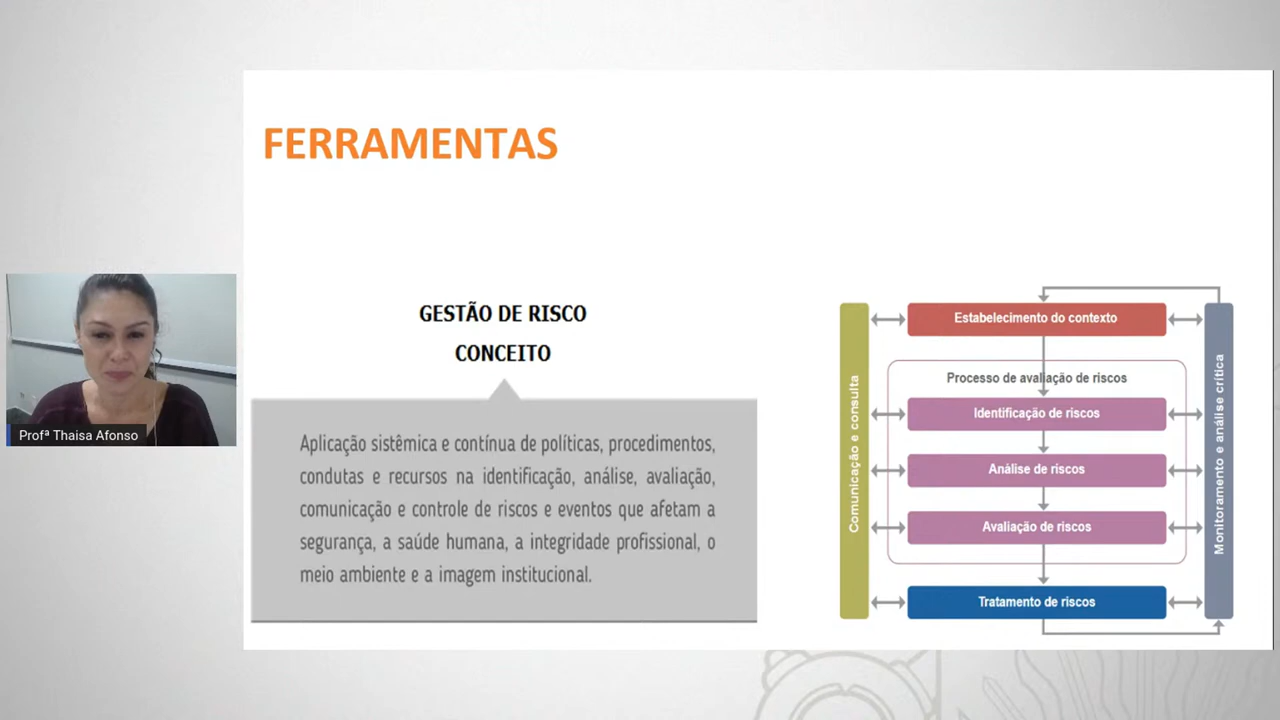 FERRAMENTAS
GESTÃO DE RISCO
CONCEITO
Aplicação sistêmica e contínua de políticas, procedimentos,
condutas e recursos na identificação, análise, avaliação,
comunicação e controle de riscos e eventos que afetam a
segurança, a saúde humana, a integridade profissional, o
meio ambiente e a imagem institucional.
Comunicação e consulta
Estabelecimento do contexto
Processo de avaliação de riscos
Identificação de riscos
Análise de riscos
Avaliação de riscos
Tratamento de riscos
Monitoramento e análise crítica
Profª Thaisa Afonso